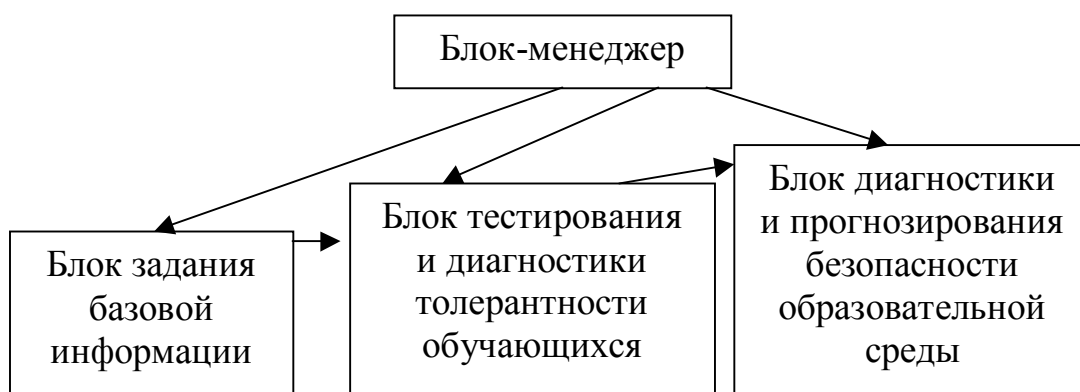 Блок-менеджер
Блок задания
базовой
информации
Блок тестирования
и диагностики
толерантности
обучающихся
Блок диагностики
и прогнозирования
безопасности
образовательной
среды